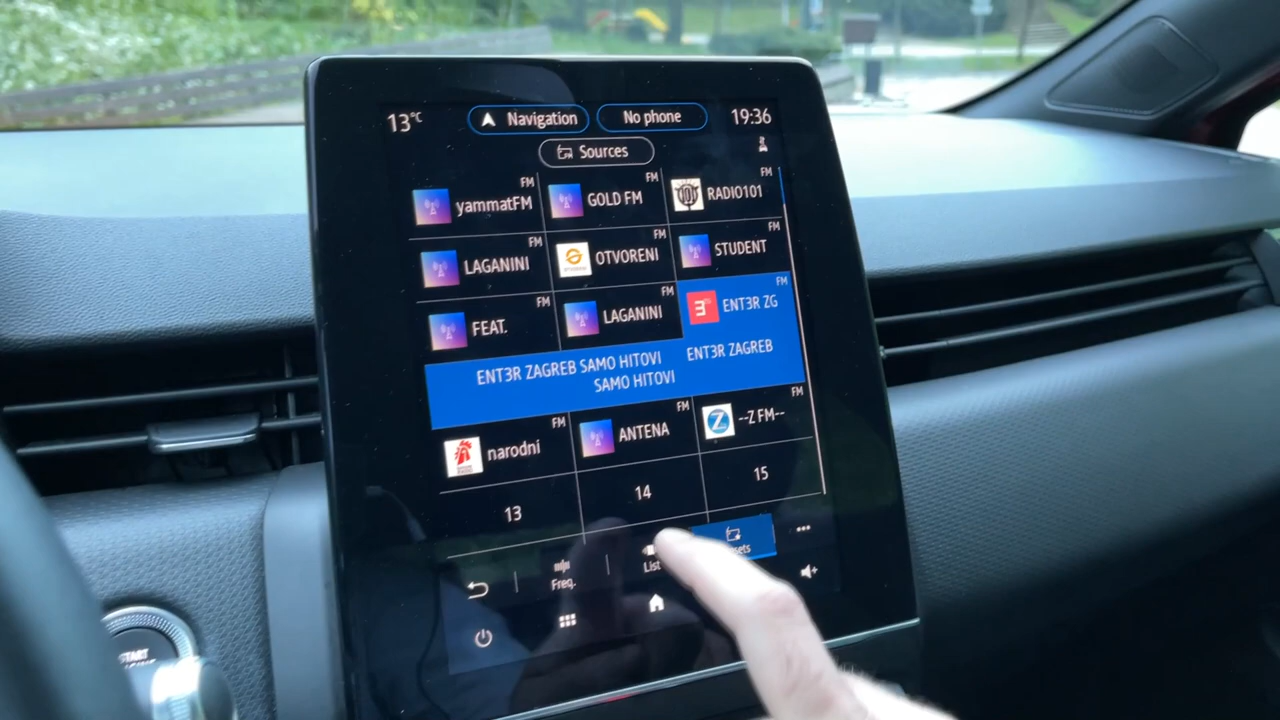 13°C
Navigation
No phone
19:36
Sources
FM
yammatFM
FM
GOLD FM
FM
RADIO101
FM
LAGANINI
FM
OTVORENI
FM
STUDENT
FM
FEAT.
FM
LAGANINI
FM
ENT3R ZG
ENT3R ZAGREB SAMO HITOVI
ENT3R ZAGREB
SAMO HITOVI
FM
narodni
FM
ANTENA
FM
--Z FM--
13
14
15
Freq.
List
START